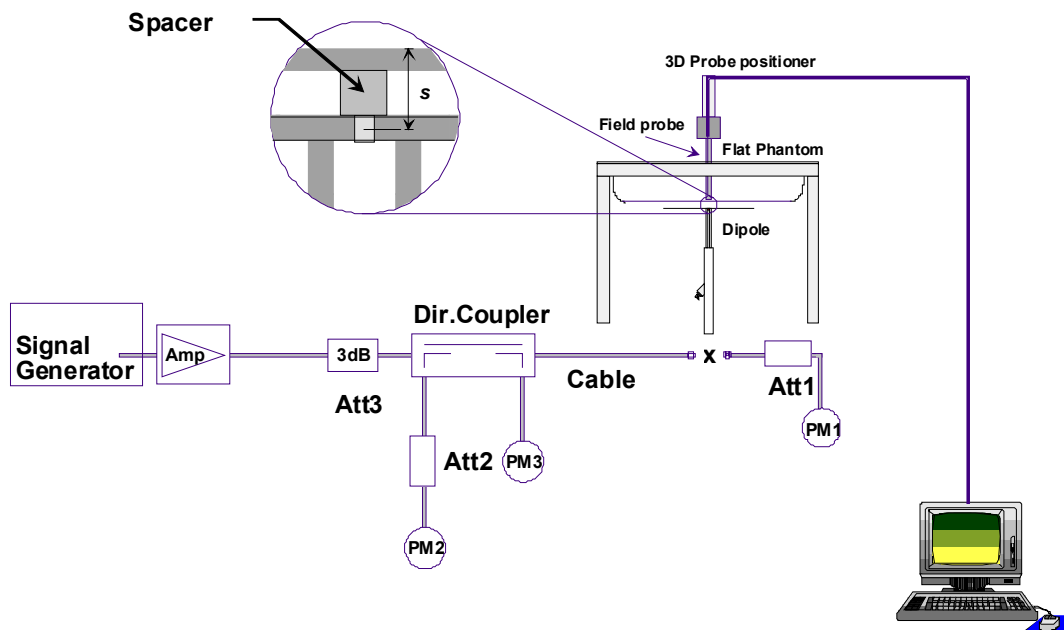 Spacer
s
3D Probe positioner
Field probe
Flat Phantom
Dipole
Signal
Generator
Amp
3dB
Att3
Dir.Coupler
Cable
x
Att1
PM1
Att2
PM3
PM2